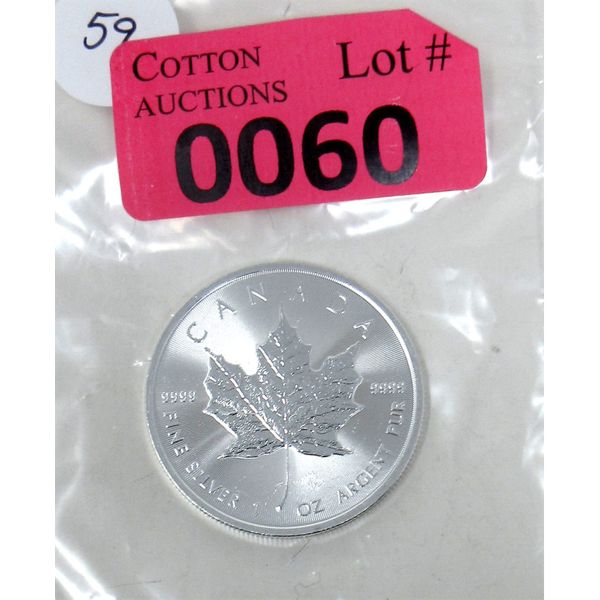 59
COTTON Lot #
AUCTIONS
0060
CANADA
9999 9999
FINE SILVER 1 OZ ARGENT PUR